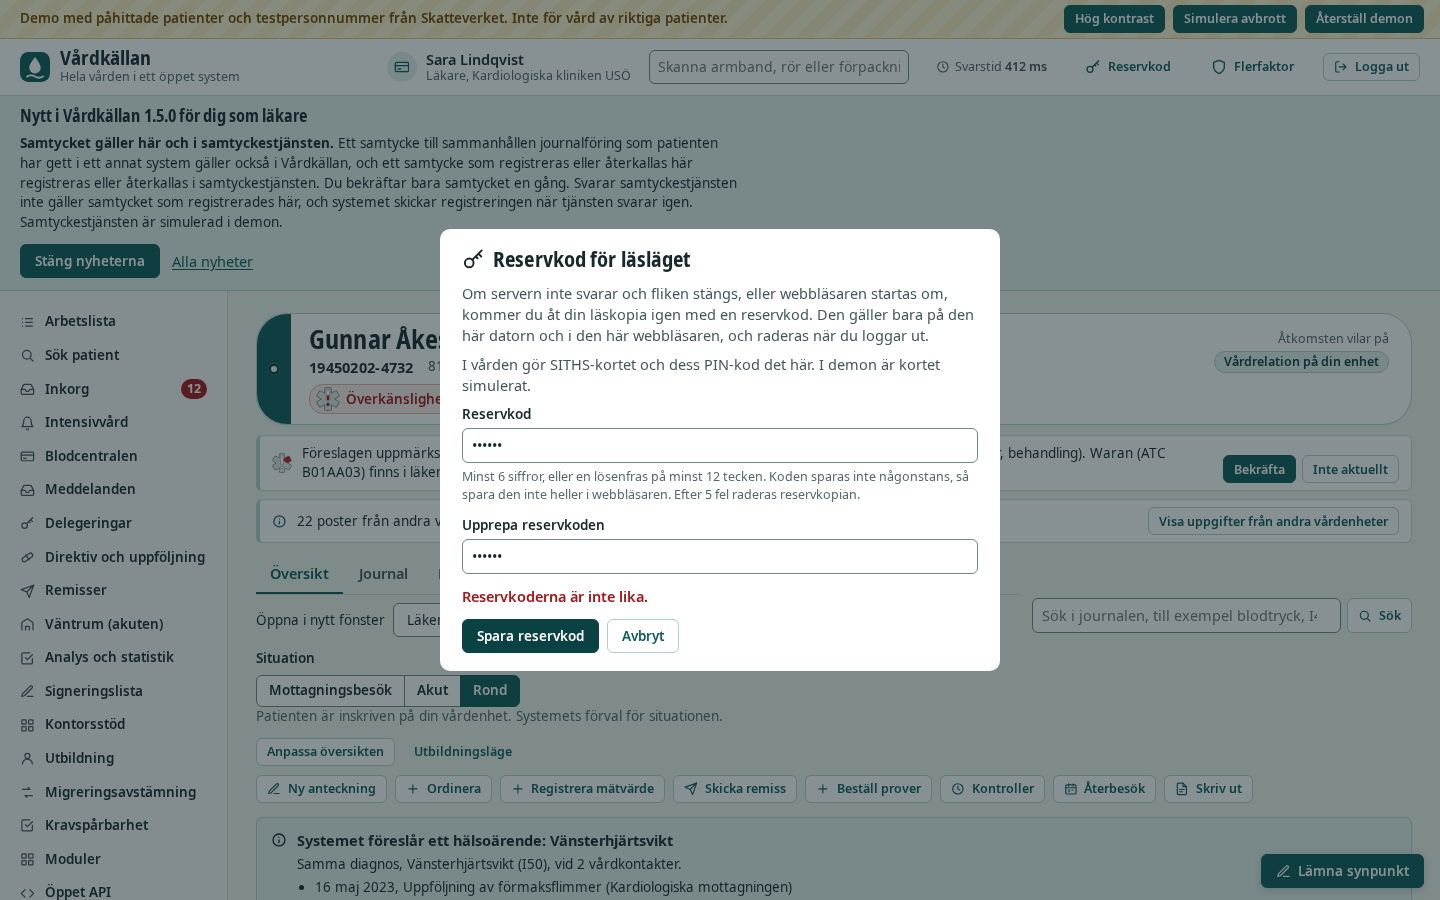 Demo med påhittade patienter och testpersonnummer från Skatteverket. Inte för vård av riktiga patienter.
Hög kontrast
Simulera avbrott
Återställ demon
Vårdkällan
Hela vården i ett öppet system
Sara Lindqvist
Läkare, Kardiologiska kliniken USÖ
Skanna armband, rör eller förpackni
Svarstid 412 ms
Reservkod
Flerfaktor
Logga ut
Nytt i Vårdkällan 1.5.0 för dig som läkare
Samtycket gäller här och i samtyckestjänsten. Ett samtycke till sammanhållen journalföring som patienten
har gett i ett annat system gäller också i Vårdkällan, och ett samtycke som registreras eller återkallas här
registreras eller återkallas i samtyckestjänsten. Du bekräftar bara samtycket en gång. Svarar samtyckestjänsten
inte gäller samtycket som registrerades här, och systemet skickar registreringen när tjänsten svarar igen.
Samtyckestjänsten är simulerad i demon.
Stäng nyheterna
Alla nyheter
Arbetslista
Sök patient
Inkorg
12
Intensivvård
Blodcentralen
Meddelanden
Delegeringar
Direktiv och uppföljning
Remisser
Väntrum (akuten)
Analys och statistik
Signeringslista
Kontorsstöd
Utbildning
Migreringsavstämning
Kravspårbarhet
Moduler
Öppet API
Gunnar Åkes
19450202-4732 81
Överkänslighe
Åtkomsten vilar på
Vårdrelation på din enhet
Föreslagen uppmärks
, behandling). Waran (ATC
B01AA03) finns i läker
Bekräfta
Inte aktuellt
22 poster från andra v
Visa uppgifter från andra vårdenheter
Översikt
Journal
Öppna i nytt fönster
Läker
Sök i journalen, till exempel blodtryck, I4
Sök
Situation
Mottagningsbesök
Akut
Rond
Patienten är inskriven på din vårdenhet. Systemets förval för situationen.
Anpassa översikten
Utbildningsläge
Ny anteckning
Ordinera
Registrera mätvärde
Skicka remiss
Beställ prover
Kontroller
Återbesök
Skriv ut
Systemet föreslår ett hälsoärende: Vänsterhjärtsvikt
Samma diagnos, Vänsterhjärtsvikt (I50), vid 2 vårdkontakter.
• 16 maj 2023, Uppföljning av förmaksflimmer (Kardiologiska mottagningen)
Lämna synpunkt
Reservkod för läsläget
Om servern inte svarar och fliken stängs, eller webbläsaren startas om,
kommer du åt din läskopia igen med en reservkod. Den gäller bara på den
här datorn och i den här webbläsaren, och raderas när du loggar ut.
I vården gör SITHS-kortet och dess PIN-kod det här. I demon är kortet
simulerat.
Reservkod
••••••
Minst 6 siffror, eller en lösenfras på minst 12 tecken. Koden sparas inte någonstans, så
spara den inte heller i webbläsaren. Efter 5 fel raderas reservkopian.
Upprepa reservkoden
••••••
Reservkoderna är inte lika.
Spara reservkod
Avbryt